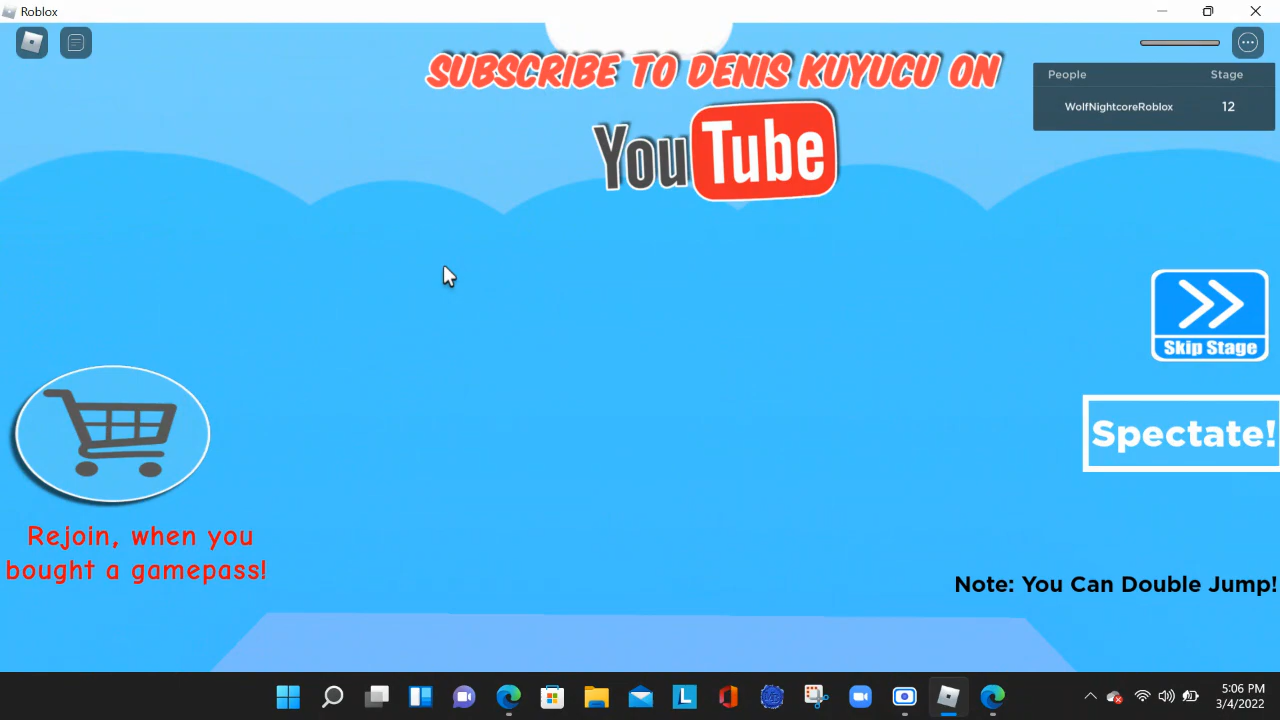 Roblox
SUBSCRIBE TO DENIS KUYUCU ON
YouTube
People Stage
WolfNightcoreRoblox 12
Skip Stage
Spectate!
Rejoin, when you
bought a gamepass!
Note: You Can Double Jump!
L
5:06 PM
3/4/2022